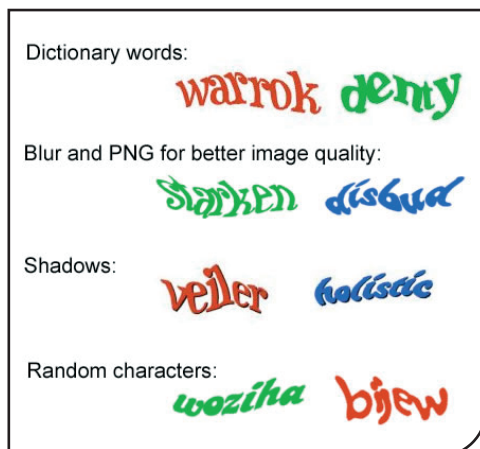 Dictionary words:
warrok denty
Blur and PNG for better image quality:
starken disbud
Shadows:
veiler holistic
Random characters:
woziha bijew